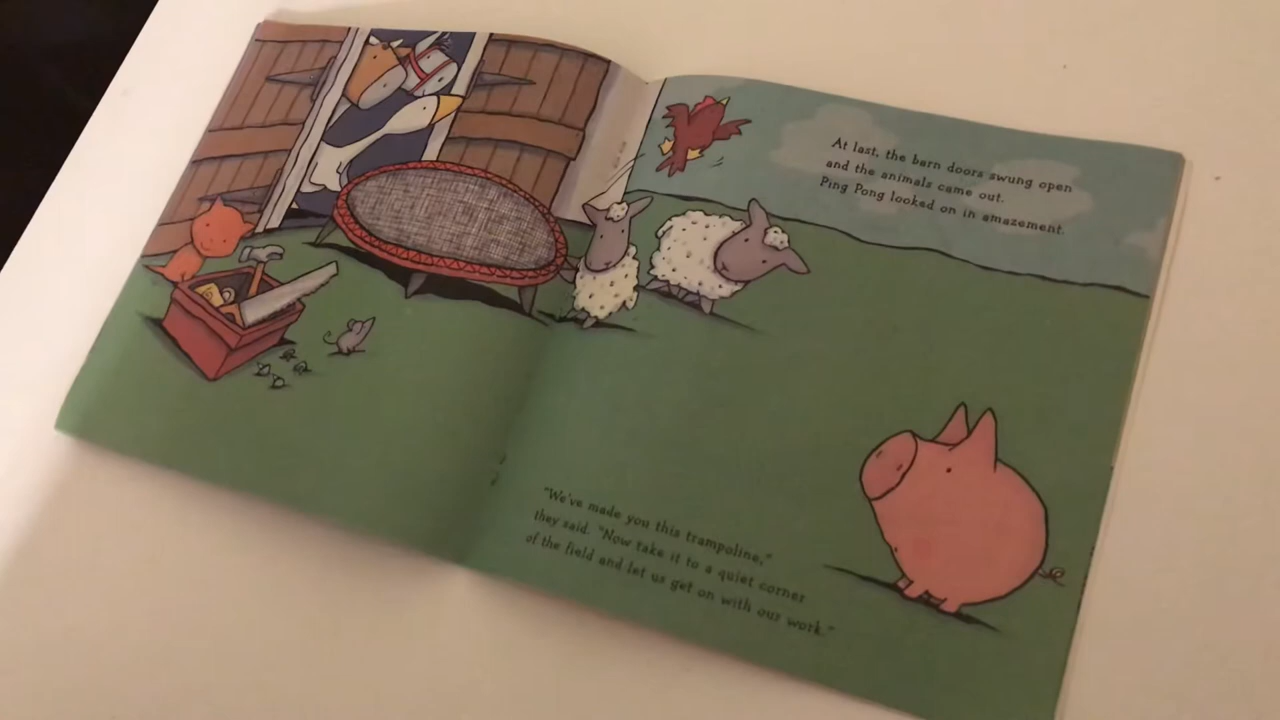 At last, the barn doors swung open
and the animals came out.
Ping Pong looked on in amazement.
"We've made you this trampoline,"
they said. "Now take it to a quiet corner
of the field and let us get on with our work."